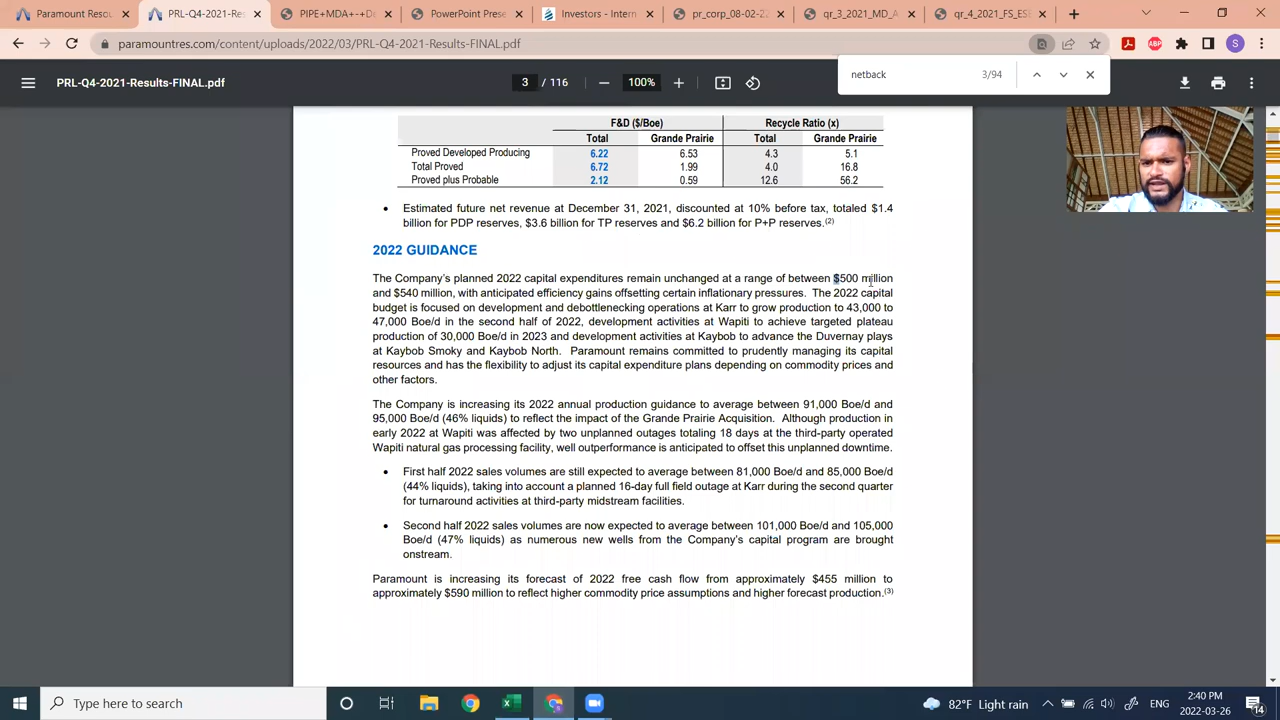 Paramount Resou
PRL-Q4-2021-Res
PIPE+MDA+-+De
PowerPoint Prese
Investors - Intern
pr_corp_08-02-22
qr_3_2021_MD_A
qr_4_2021_FS_ESE
paramountres.com/content/uploads/2022/03/PRL-Q4-2021-Results-FINAL.pdf
ABP
S
netback
3/94
PRL-Q4-2021-Results-FINAL.pdf
3 / 116
100%
F&D ($/Boe)
Recycle Ratio (x)
Total Grande Prairie Total Grande Prairie
Proved Developed Producing 6.22 6.53 4.3 5.1
Total Proved 6.72 1.99 4.0 16.8
Proved plus Probable 2.12 0.59 12.6 56.2
• Estimated future net revenue at December 31, 2021, discounted at 10% before tax, totaled $1.4
billion for PDP reserves, $3.6 billion for TP reserves and $6.2 billion for P+P reserves.(2)
2022 GUIDANCE
The Company's planned 2022 capital expenditures remain unchanged at a range of between $500 million
and $540 million, with anticipated efficiency gains offsetting certain inflationary pressures. The 2022 capital
budget is focused on development and debottlenecking operations at Karr to grow production to 43,000 to
47,000 Boe/d in the second half of 2022, development activities at Wapiti to achieve targeted plateau
production of 30,000 Boe/d in 2023 and development activities at Kaybob to advance the Duvernay plays
at Kaybob Smoky and Kaybob North. Paramount remains committed to prudently managing its capital
resources and has the flexibility to adjust its capital expenditure plans depending on commodity prices and
other factors.
The Company is increasing its 2022 annual production guidance to average between 91,000 Boe/d and
95,000 Boe/d (46% liquids) to reflect the impact of the Grande Prairie Acquisition. Although production in
early 2022 at Wapiti was affected by two unplanned outages totaling 18 days at the third-party operated
Wapiti natural gas processing facility, well outperformance is anticipated to offset this unplanned downtime.
• First half 2022 sales volumes are still expected to average between 81,000 Boe/d and 85,000 Boe/d
(44% liquids), taking into account a planned 16-day full field outage at Karr during the second quarter
for turnaround activities at third-party midstream facilities.
• Second half 2022 sales volumes are now expected to average between 101,000 Boe/d and 105,000
Boe/d (47% liquids) as numerous new wells from the Company's capital program are brought
onstream.
Paramount is increasing its forecast of 2022 free cash flow from approximately $455 million to
approximately $590 million to reflect higher commodity price assumptions and higher forecast production.(3)
Type here to search
82°F Light rain
ENG
2:40 PM
2022-03-26
14